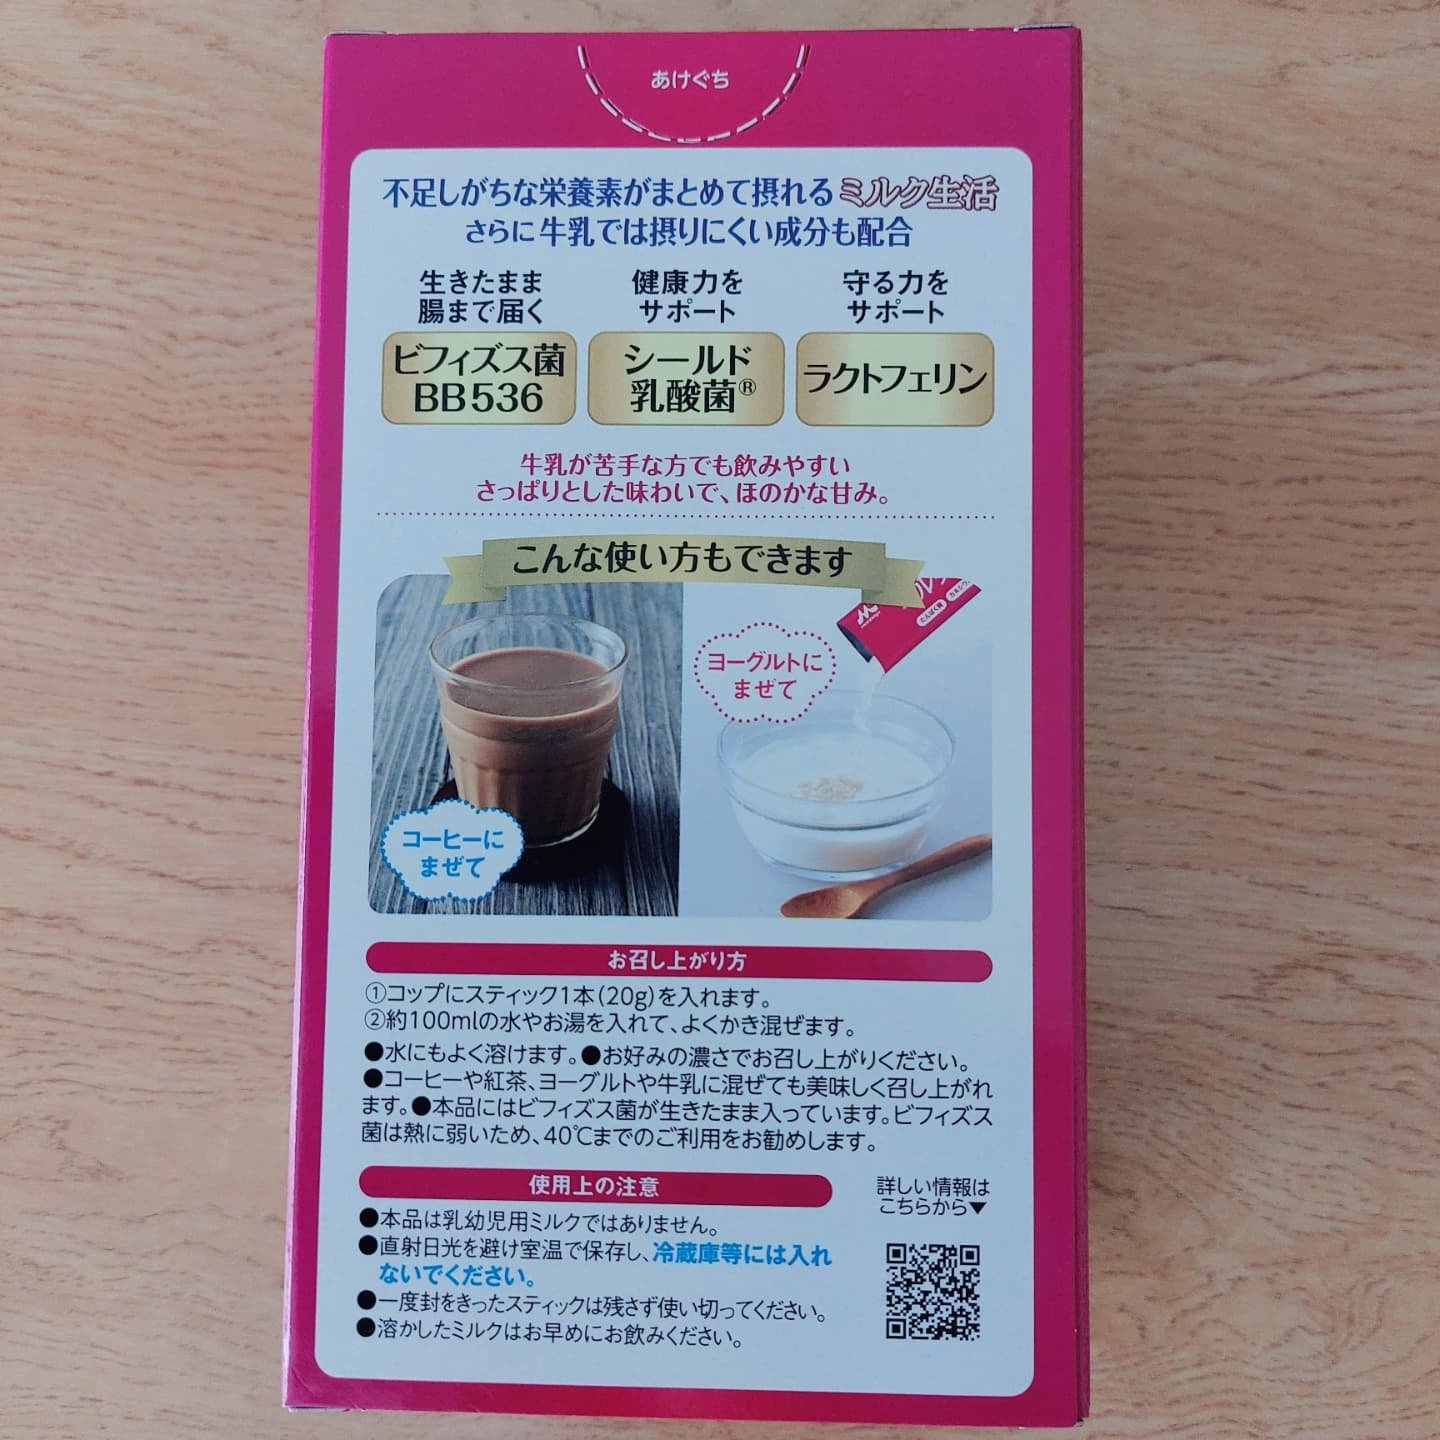 あけぐち
不足しがちな栄養素がまとめて摂れるミルク生活
さらに牛乳では摂りにくい成分も配合
生きたまま
腸まで届く
ビフィズス菌
BB536
健康力を
サポート
シールド
乳酸菌®
守る力を
サポート
ラクトフェリン
牛乳が苦手な方でも飲みやすい
さっぱりとした味わいで、ほのかな甘み。
こんな使い方もできます
コーヒーに
まぜて
ヨーグルトに
まぜて
たんぱく質
お召し上がり方
①コップにスティック1本(20g)を入れます。
②約100mlの水やお湯を入れて、よくかき混ぜます。
●水にもよく溶けます。●お好みの濃さでお召し上がりください。
●コーヒーや紅茶、ヨーグルトや牛乳に混ぜても美味しく召し上がれ
ます。●本品にはビフィズス菌が生きたまま入っています。ビフィズス
菌は熱に弱いため、40℃までのご利用をお勧めします。
使用上の注意
●本品は乳幼児用ミルクではありません。
●直射日光を避け室温で保存し、冷蔵庫等には入れ
ないでください。
●一度封をきったスティックは残さず使い切ってください。
●溶かしたミルクはお早めにお飲みください。
詳しい情報は
こちらから▼